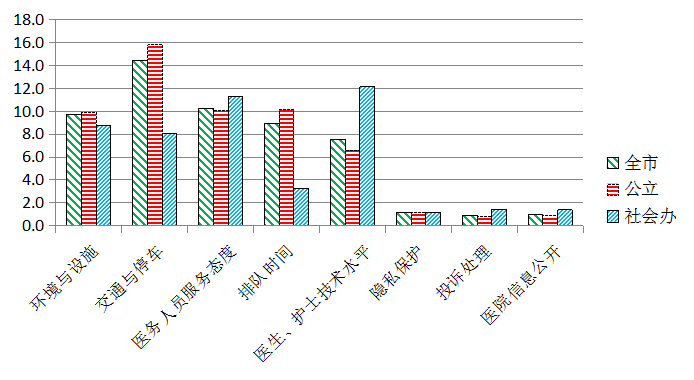 18.0
16.0
14.0
12.0
10.0
8.0
6.0
4.0
2.0
0.0
环境与设施
交通与停车
医务人员服务态度
排队时间
医生、护士技术水平
隐私保护
投诉处理
医院信息公开
全市
公立
社会办